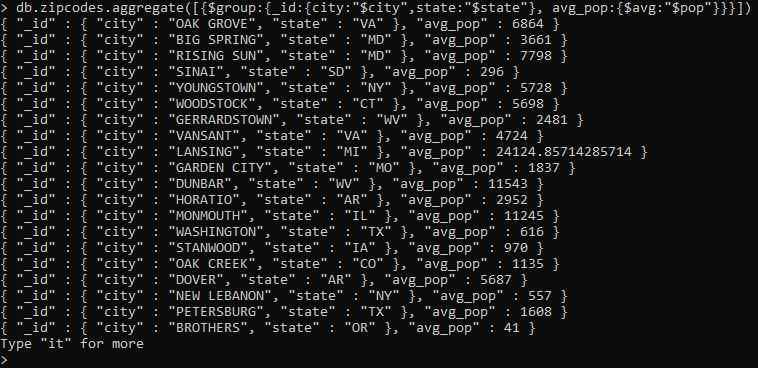 > db.zipcodes.aggregate([{$group:{_id:{city:"$city",state:"$state"}, avg_pop:{$avg:"$pop"}}}])
{ "_id" : { "city" : "OAK GROVE", "state" : "VA" }, "avg_pop" : 6864 }
{ "_id" : { "city" : "BIG SPRING", "state" : "MD" }, "avg_pop" : 3661 }
{ "_id" : { "city" : "RISING SUN", "state" : "MD" }, "avg_pop" : 7798 }
{ "_id" : { "city" : "SINAI", "state" : "SD" }, "avg_pop" : 296 }
{ "_id" : { "city" : "YOUNGSTOWN", "state" : "NY" }, "avg_pop" : 5728 }
{ "_id" : { "city" : "WOODSTOCK", "state" : "CT" }, "avg_pop" : 5698 }
{ "_id" : { "city" : "GERRARDSTOWN", "state" : "WV" }, "avg_pop" : 2481 }
{ "_id" : { "city" : "VANSANT", "state" : "VA" }, "avg_pop" : 4724 }
{ "_id" : { "city" : "LANSING", "state" : "MI" }, "avg_pop" : 24124.85714285714 }
{ "_id" : { "city" : "GARDEN CITY", "state" : "MO" }, "avg_pop" : 1837 }
{ "_id" : { "city" : "DUNBAR", "state" : "WV" }, "avg_pop" : 11543 }
{ "_id" : { "city" : "HORATIO", "state" : "AR" }, "avg_pop" : 2952 }
{ "_id" : { "city" : "MONMOUTH", "state" : "IL" }, "avg_pop" : 11245 }
{ "_id" : { "city" : "WASHINGTON", "state" : "TX" }, "avg_pop" : 616 }
{ "_id" : { "city" : "STANWOOD", "state" : "IA" }, "avg_pop" : 970 }
{ "_id" : { "city" : "OAK CREEK", "state" : "CO" }, "avg_pop" : 1135 }
{ "_id" : { "city" : "DOVER", "state" : "AR" }, "avg_pop" : 5687 }
{ "_id" : { "city" : "NEW LEBANON", "state" : "NY" }, "avg_pop" : 557 }
{ "_id" : { "city" : "PETERSBURG", "state" : "TX" }, "avg_pop" : 1608 }
{ "_id" : { "city" : "BROTHERS", "state" : "OR" }, "avg_pop" : 41 }
Type "it" for more
>